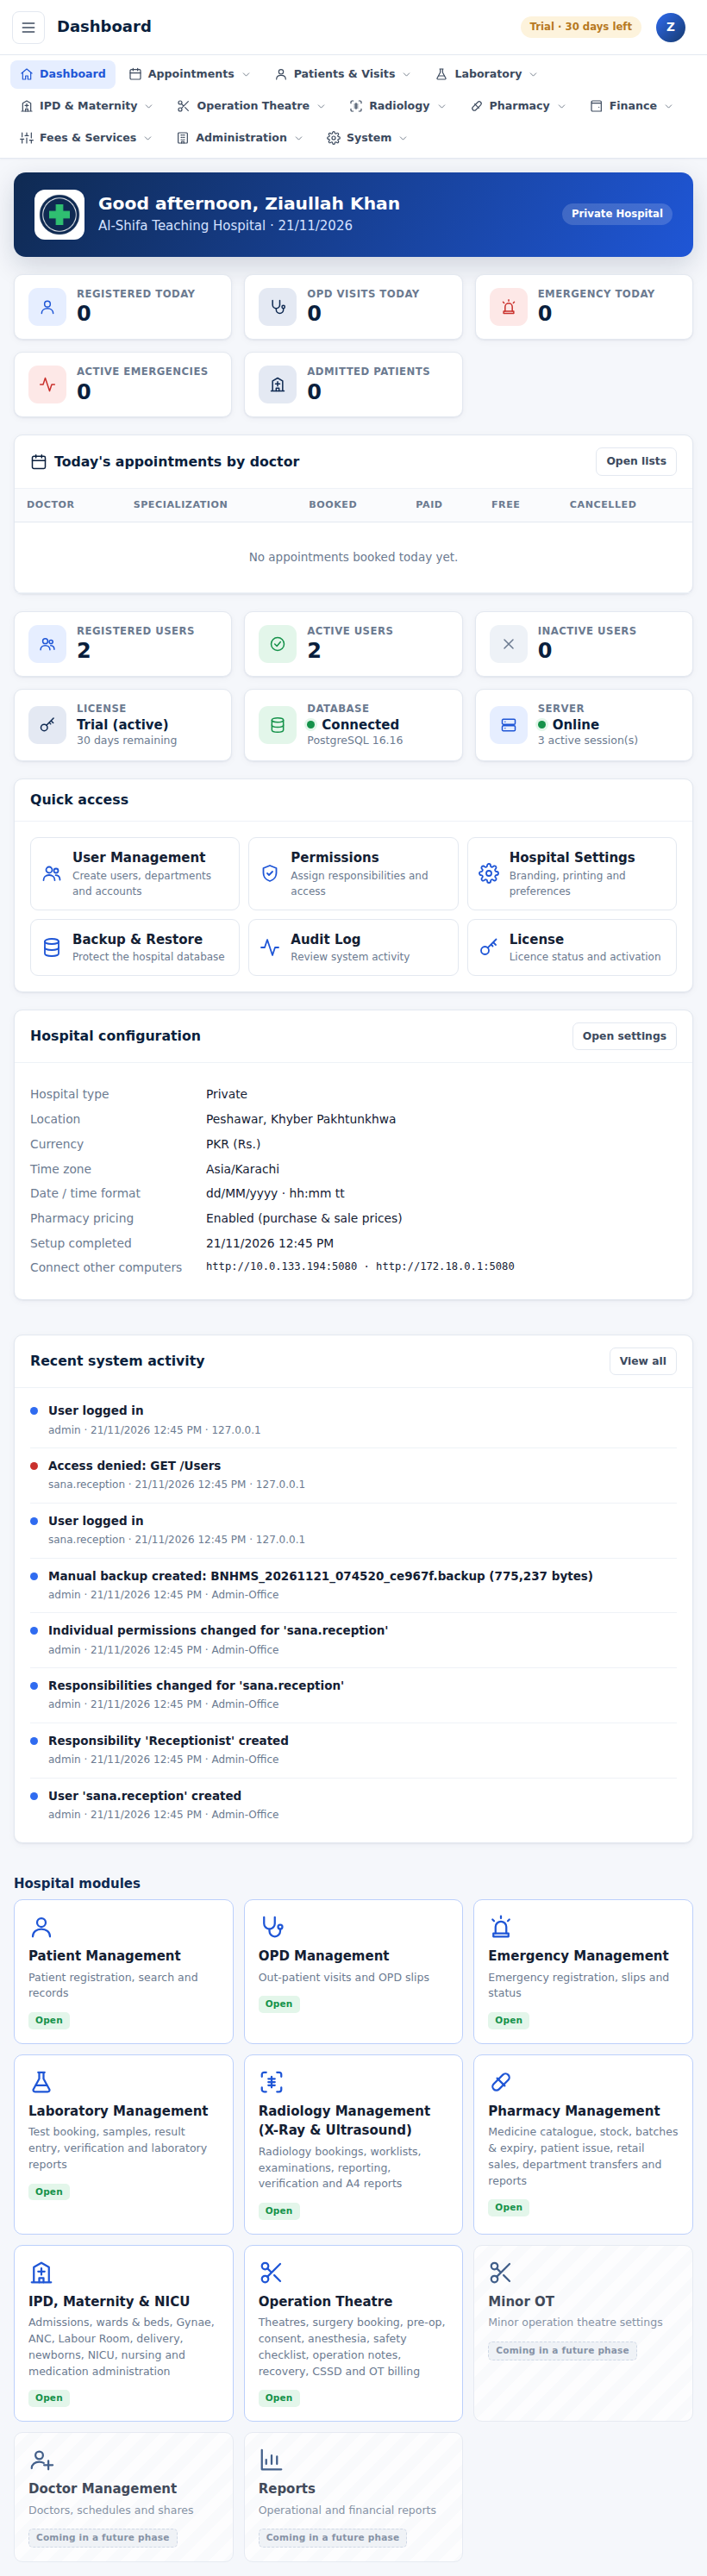 Dashboard
Trial · 30 days left
Z
Dashboard
Appointments
Patients & Visits
Laboratory
IPD & Maternity
Operation Theatre
Radiology
Pharmacy
Finance
Fees & Services
Administration
System
Good afternoon, Ziaullah Khan
Al-Shifa Teaching Hospital · 21/11/2026
Private Hospital
REGISTERED TODAY
0
OPD VISITS TODAY
0
EMERGENCY TODAY
0
ACTIVE EMERGENCIES
0
ADMITTED PATIENTS
0
Today's appointments by doctor
Open lists
DOCTOR SPECIALIZATION BOOKED PAID FREE CANCELLED
No appointments booked today yet.
REGISTERED USERS
2
ACTIVE USERS
2
INACTIVE USERS
0
LICENSE
Trial (active)
30 days remaining
DATABASE
Connected
PostgreSQL 16.16
SERVER
Online
3 active session(s)
Quick access
User Management
Create users, departments
and accounts
Permissions
Assign responsibilities and
access
Hospital Settings
Branding, printing and
preferences
Backup & Restore
Protect the hospital database
Audit Log
Review system activity
License
Licence status and activation
Hospital configuration
Open settings
Hospital type Private
Location Peshawar, Khyber Pakhtunkhwa
Currency PKR (Rs.)
Time zone Asia/Karachi
Date / time format dd/MM/yyyy · hh:mm tt
Pharmacy pricing Enabled (purchase & sale prices)
Setup completed 21/11/2026 12:45 PM
Connect other computers http://10.0.133.194:5080 · http://172.18.0.1:5080
Recent system activity
View all
User logged in
admin · 21/11/2026 12:45 PM · 127.0.0.1
Access denied: GET /Users
sana.reception · 21/11/2026 12:45 PM · 127.0.0.1
User logged in
sana.reception · 21/11/2026 12:45 PM · 127.0.0.1
Manual backup created: BNHMS_20261121_074520_ce967f.backup (775,237 bytes)
admin · 21/11/2026 12:45 PM · Admin-Office
Individual permissions changed for 'sana.reception'
admin · 21/11/2026 12:45 PM · Admin-Office
Responsibilities changed for 'sana.reception'
admin · 21/11/2026 12:45 PM · Admin-Office
Responsibility 'Receptionist' created
admin · 21/11/2026 12:45 PM · Admin-Office
User 'sana.reception' created
admin · 21/11/2026 12:45 PM · Admin-Office
Hospital modules
Patient Management
Patient registration, search and
records
Open
OPD Management
Out-patient visits and OPD slips
Open
Emergency Management
Emergency registration, slips and
status
Open
Laboratory Management
Test booking, samples, result
entry, verification and laboratory
reports
Open
Radiology Management
(X-Ray & Ultrasound)
Radiology bookings, worklists,
examinations, reporting,
verification and A4 reports
Open
Pharmacy Management
Medicine catalogue, stock, batches
& expiry, patient issue, retail
sales, department transfers and
reports
Open
IPD, Maternity & NICU
Admissions, wards & beds, Gynae,
ANC, Labour Room, delivery,
newborns, NICU, nursing and
medication administration
Open
Operation Theatre
Theatres, surgery booking, pre-op,
consent, anesthesia, safety
checklist, operation notes,
recovery, CSSD and OT billing
Open
Minor OT
Minor operation theatre settings
Coming in a future phase
Doctor Management
Doctors, schedules and shares
Coming in a future phase
Reports
Operational and financial reports
Coming in a future phase